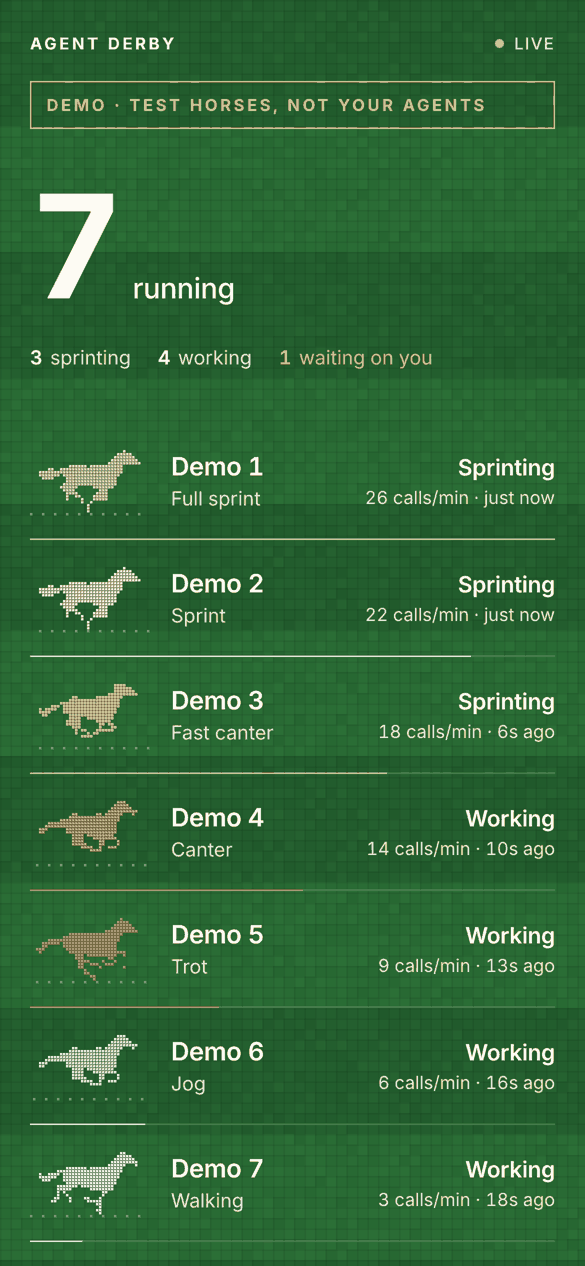 AGENT DERBY
LIVE
DEMO · TEST HORSES, NOT YOUR AGENTS
7 running
3 sprinting 4 working 1 waiting on you
Demo 1 Sprinting
Full sprint 26 calls/min · just now
Demo 2 Sprinting
Sprint 22 calls/min · just now
Demo 3 Sprinting
Fast canter 18 calls/min · 6s ago
Demo 4 Working
Canter 14 calls/min · 10s ago
Demo 5 Working
Trot 9 calls/min · 13s ago
Demo 6 Working
Jog 6 calls/min · 16s ago
Demo 7 Working
Walking 3 calls/min · 18s ago